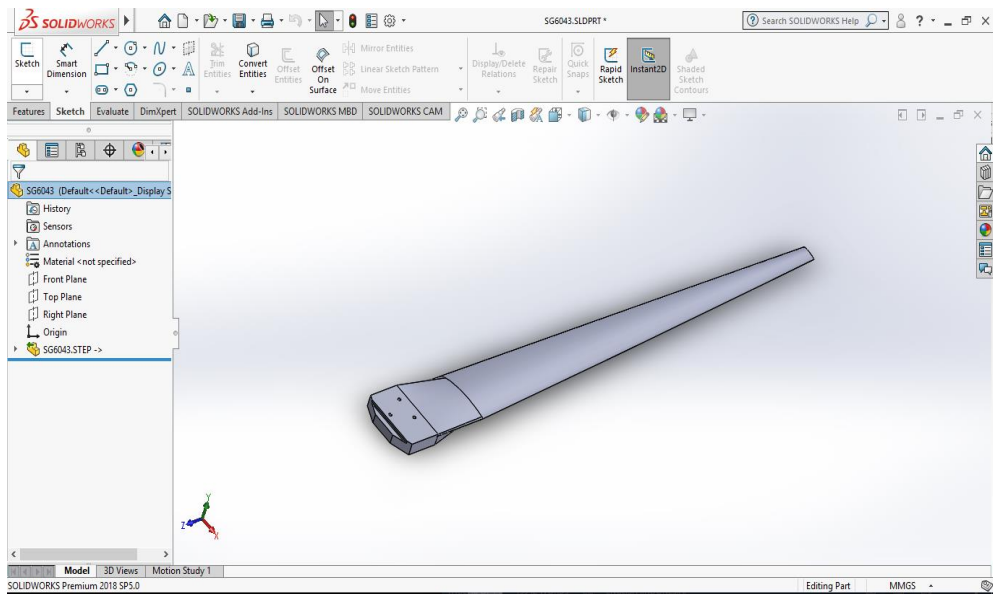 SOLIDWORKS
SG6043.SLDPRT *
Search SOLIDWORKS Help
?
Sketch
Smart
Dimension
Trim
Entities
Convert
Entities
Offset
Entities
Offset
On
Surface
Mirror Entities
Linear Sketch Pattern
Move Entities
Display/Delete
Relations
Repair
Sketch
Quick
Snaps
Rapid
Sketch
Instant2D
Shaded
Sketch
Contours
Features Sketch Evaluate DimXpert SOLIDWORKS Add-Ins SOLIDWORKS MBD SOLIDWORKS CAM
SG6043 (Default<<Default>_Display S
History
Sensors
A Annotations
Material <not specified>
Front Plane
Top Plane
Right Plane
Origin
SG6043.STEP ->
Y
Z
X
Model 3D Views Motion Study 1
SOLIDWORKS Premium 2018 SP5.0
Editing Part
MMGS